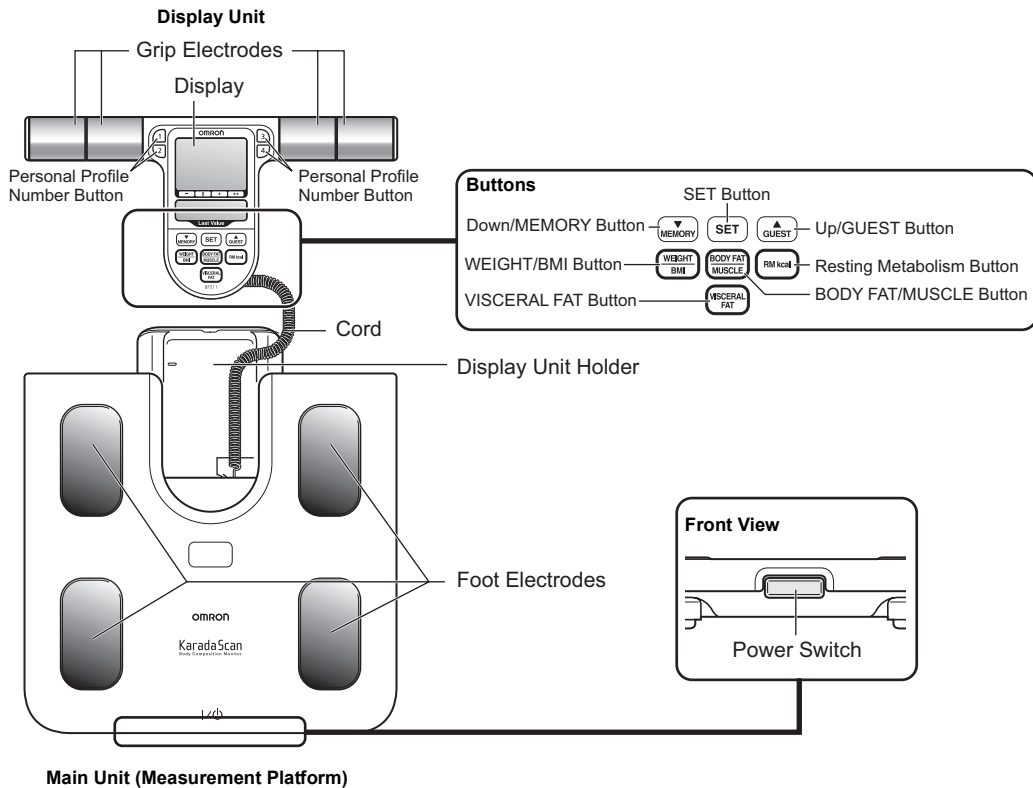 Display Unit
Grip Electrodes
Display
OMRON
1
3
2
4
Personal Profile
Number Button
Personal Profile
Number Button
Last Value
MEMORY
SET
GUEST
WEIGHT
BMI
BODY FAT
MUSCLE
RM kcal
VISCERAL
FAT
BF511
Buttons
SET Button
Down/MEMORY Button
MEMORY
SET
GUEST
Up/GUEST Button
WEIGHT/BMI Button
WEIGHT
BMI
BODY FAT
MUSCLE
RM kcal
Resting Metabolism Button
VISCERAL FAT Button
VISCERAL
FAT
BODY FAT/MUSCLE Button
Cord
Display Unit Holder
Foot Electrodes
OMRON
KaradaScan
Body Composition Monitor
Front View
Power Switch
Main Unit (Measurement Platform)